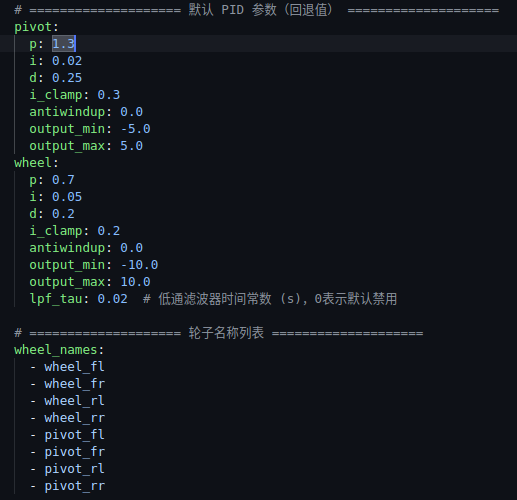 # ==================== 默认 PID 参数（回退值） ====================
pivot:
  p: 1.3
  i: 0.02
  d: 0.25
  i_clamp: 0.3
  antiwindup: 0.0
  output_min: -5.0
  output_max: 5.0
wheel:
  p: 0.7
  i: 0.05
  d: 0.2
  i_clamp: 0.2
  antiwindup: 0.0
  output_min: -10.0
  output_max: 10.0
  lpf_tau: 0.02  # 低通滤波器时间常数 (s)，0表示默认禁用
# ==================== 轮子名称列表 ====================
wheel_names:
  - wheel_fl
  - wheel_fr
  - wheel_rl
  - wheel_rr
  - pivot_fl
  - pivot_fr
  - pivot_rl
  - pivot_rr